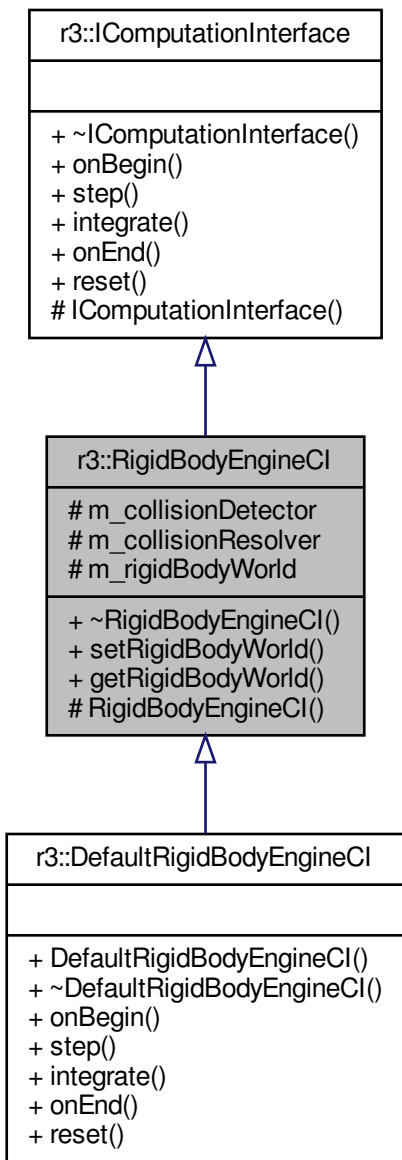 r3::IComputationInterface
+ ~IComputationInterface()
+ onBegin()
+ step()
+ integrate()
+ onEnd()
+ reset()
# IComputationInterface()
r3::RigidBodyEngineCI
# m_collisionDetector
# m_collisionResolver
# m_rigidBodyWorld
+ ~RigidBodyEngineCI()
+ setRigidBodyWorld()
+ getRigidBodyWorld()
# RigidBodyEngineCI()
r3::DefaultRigidBodyEngineCI
+ DefaultRigidBodyEngineCI()
+ ~DefaultRigidBodyEngineCI()
+ onBegin()
+ step()
+ integrate()
+ onEnd()
+ reset()